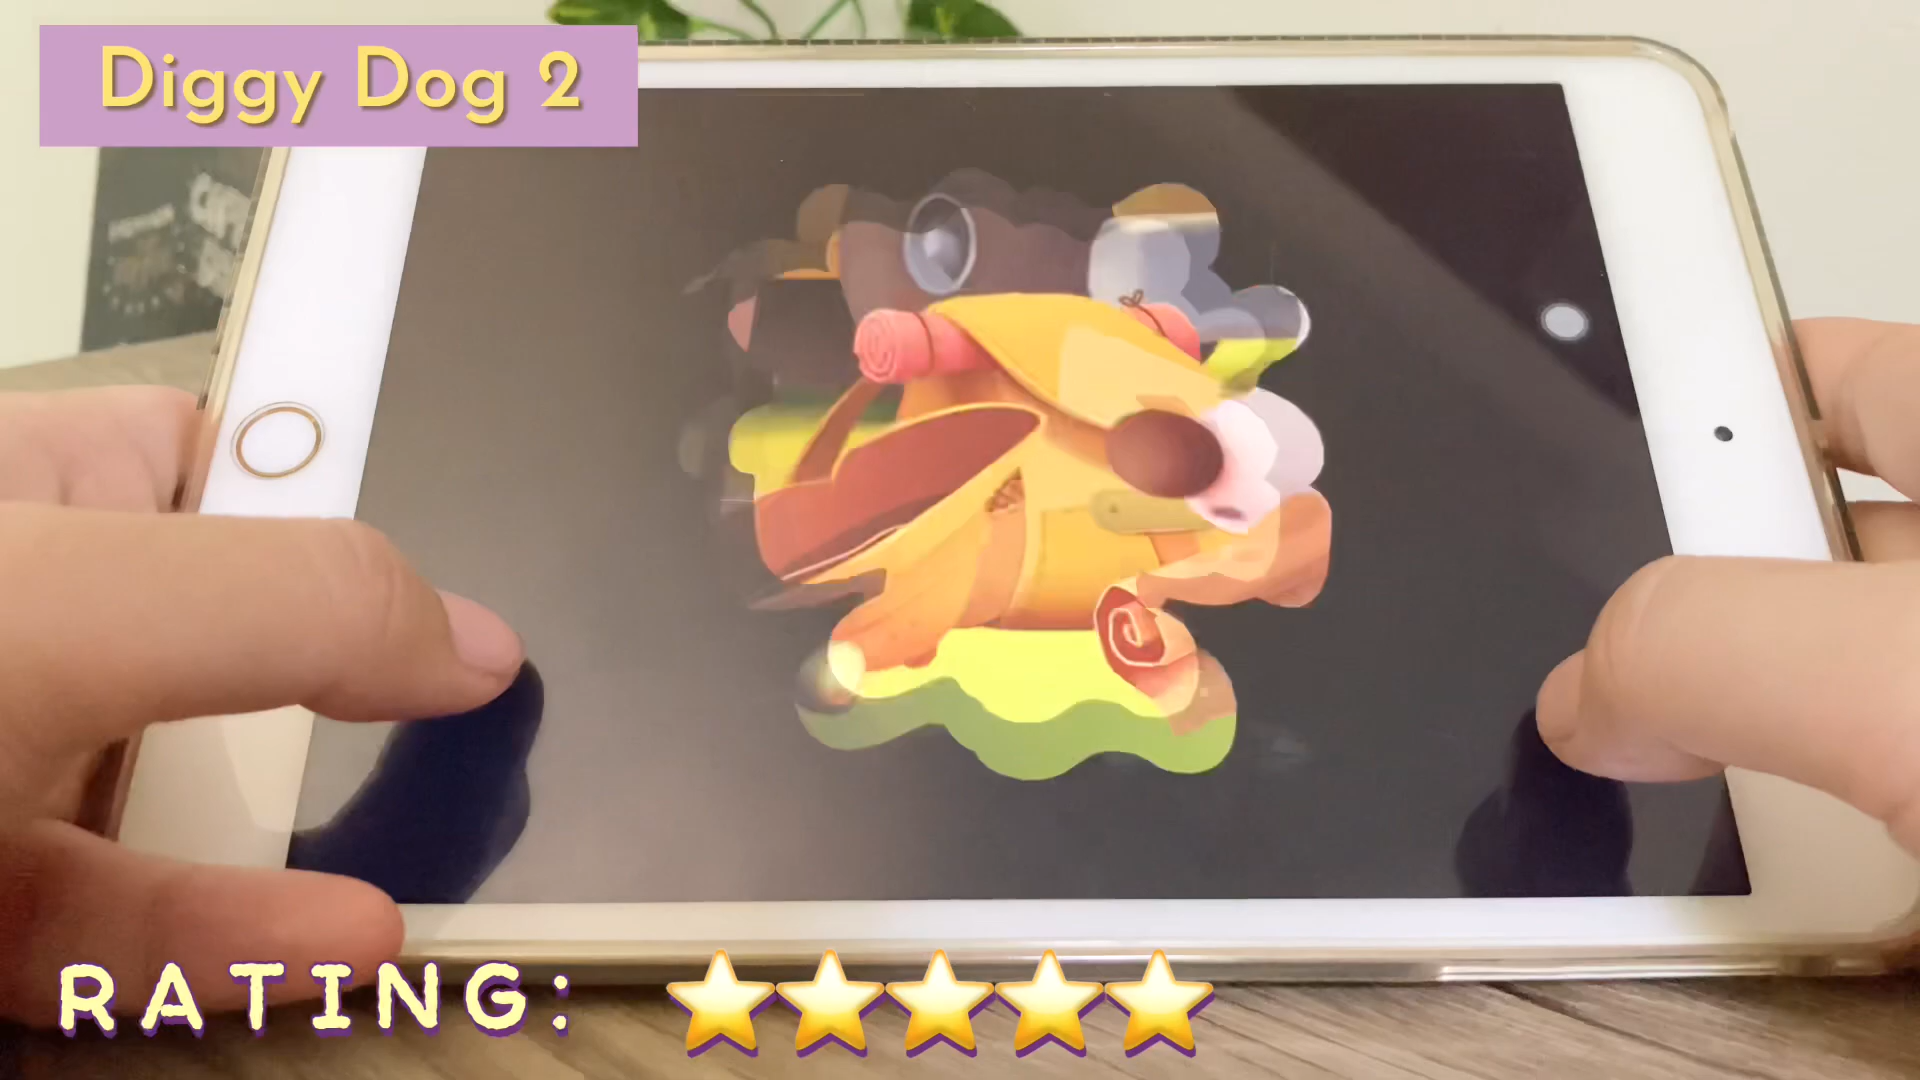 Diggy Dog 2
RATING: ⭐⭐⭐⭐⭐